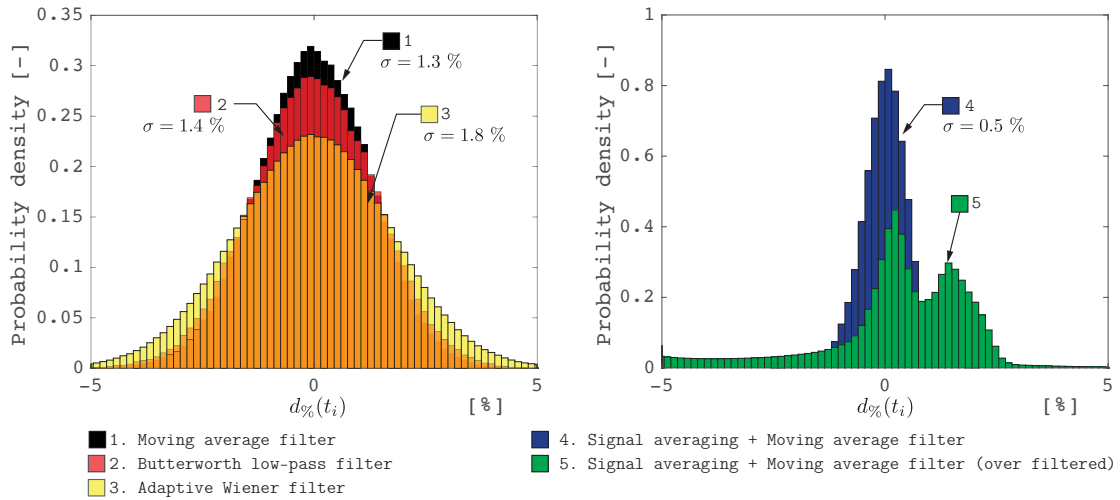 0.35
0.3
0.25
0.2
0.15
0.1
0.05
0
Probability density [-]
1
σ = 1.3 %
2
σ = 1.4 %
3
σ = 1.8 %
-5
0
5
d%(ti)
[%]
1
0.8
0.6
0.4
0.2
0
Probability density [-]
4
σ = 0.5 %
5
-5
0
5
d%(ti)
[%]
1. Moving average filter
2. Butterworth low-pass filter
3. Adaptive Wiener filter
4. Signal averaging + Moving average filter
5. Signal averaging + Moving average filter (over filtered)